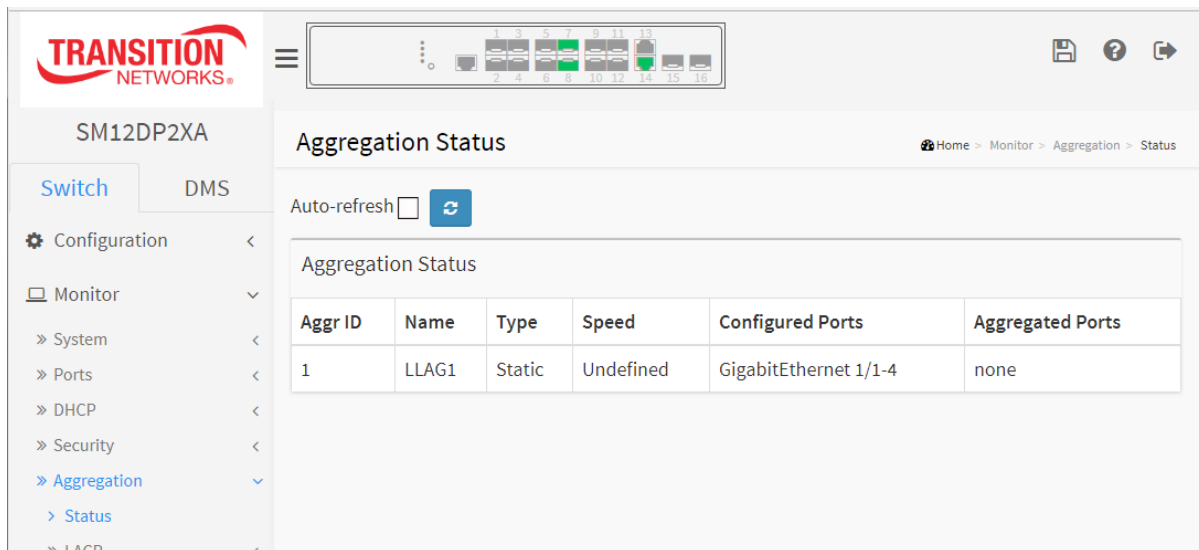 TRANSITION
NETWORKS®
1 3 5 7 9 11 13
2 4 6 8 10 12 14 15 16
SM12DP2XA
Switch DMS
Configuration
Monitor
System
Ports
DHCP
Security
Aggregation
Status
LACP
Aggregation Status
Home > Monitor > Aggregation > Status
Auto-refresh
Aggregation Status
Aggr ID Name Type Speed Configured Ports Aggregated Ports
1 LLAG1 Static Undefined GigabitEthernet 1/1-4 none